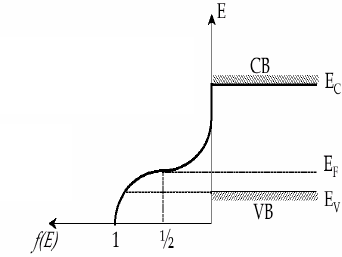 E
CB
E_C
E_F
E_V
VB
f(E) 1 ½